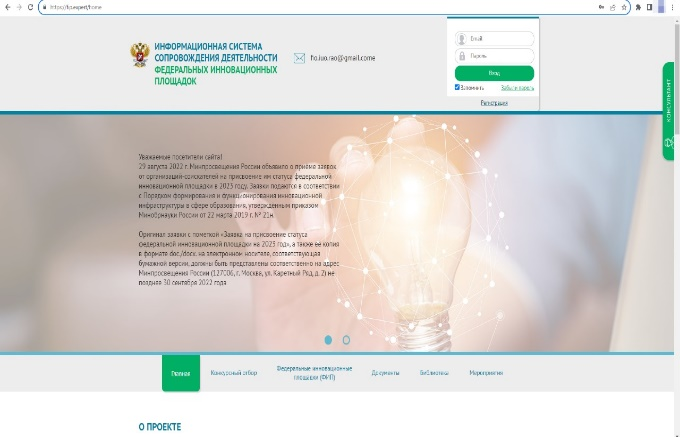 https://fip.expert/home
ИНФОРМАЦИОННАЯ СИСТЕМА
СОПРОВОЖДЕНИЯ ДЕЯТЕЛЬНОСТИ
ФЕДЕРАЛЬНЫХ ИННОВАЦИОННЫХ
ПЛОЩАДОК
fio.iuo.rao@gmail.come
Email
Пароль
Вход
Запомнить
Забыли пароль
Регистрация
КОНСУЛЬТАНТ
Уважаемые посетители сайта!
29 августа 2022 г. Минпросвещения России объявило о приеме заявок
от организаций-соискателей на присвоение им статуса федеральной
инновационной площадки в 2023 году. Заявки подаются в соответствии
с Порядком формирования и функционирования инновационной
инфраструктуры в сфере образования, утвержденным приказом
Минобрнауки России от 22 марта 2019 г. № 21н.
Оригинал заявки с пометкой «Заявка на присвоение статуса
федеральной инновационной площадки на 2023 год», а также ее копия
в формате doc./docx. на электронном носителе, соответствующая
бумажной версии, должны быть представлены соответственно на адрес
Минпросвещения России (127006, г. Москва, ул. Каретный Ряд, д. 2) не
позднее 30 сентября 2022 года
Главная
Конкурсный отбор
Федеральные инновационные
площадки (ФИП)
Документы
Библиотека
Мероприятия
О ПРОЕКТЕ